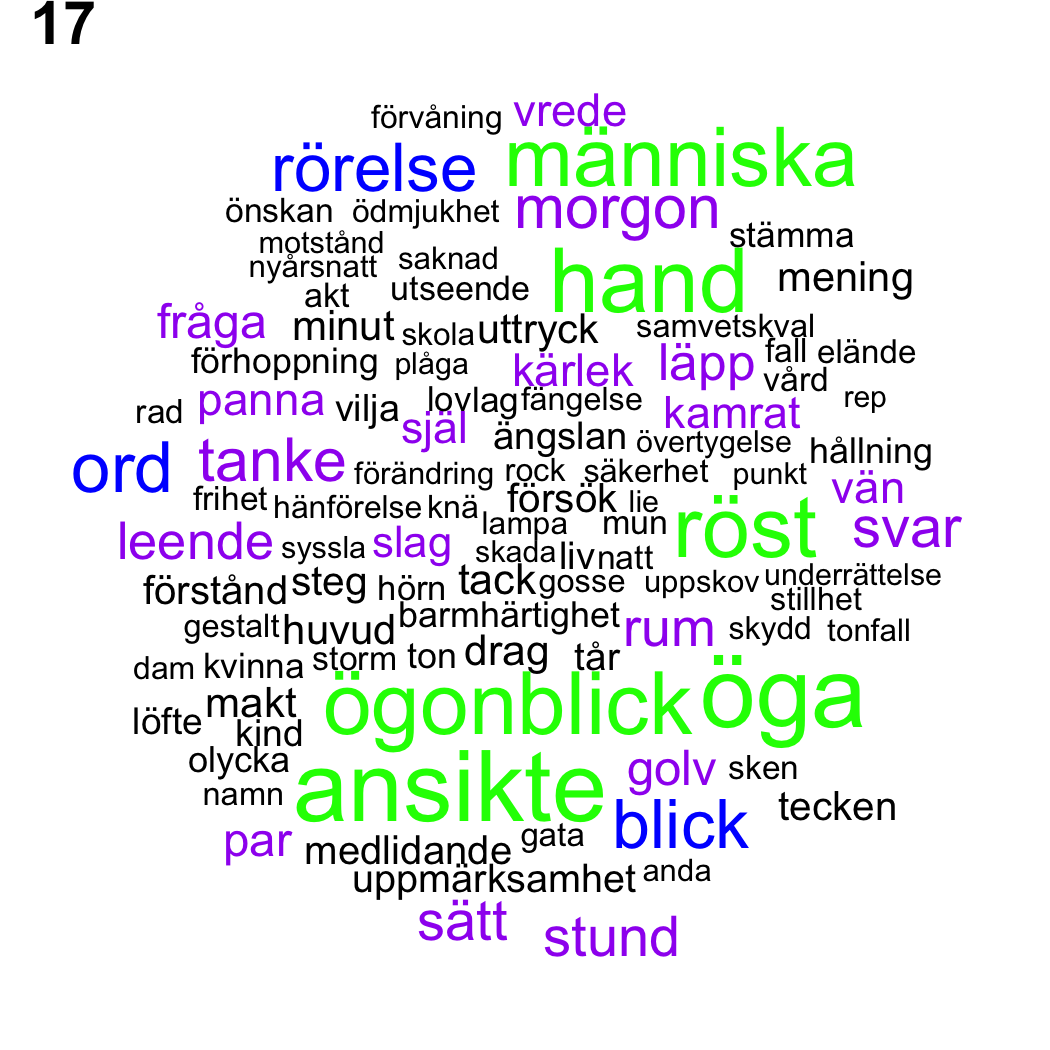 17
förvåning vrede
rörelse människa
önskan ödmjukhet morgon
motstånd stämma
nyårsnatt saknad hand mening
akt utseende
fråga minut skola uttryck samvetskval
förhoppning plåga kärlek läpp fall elände
rad panna vilja lovlag fängelse vård rep
själ ängslan övertygelse kamrat hållning
ord tanke förändring rock säkerhet punkt
frihet hänförelse knä försök lie vän
leende syssla slag lampa mun röst svar
skada liv natt
förstånd steg hörn tack gosse uppskov underrättelse
stillhet
gestalt huvud barmhärtighet rum skydd tonfall
dam kvinna storm ton drag tår
löfte makt ögonblick öga
kind
olycka ansikte golv sken
namn blick tecken
par medlidande gata
uppmärksamhet anda
sätt stund